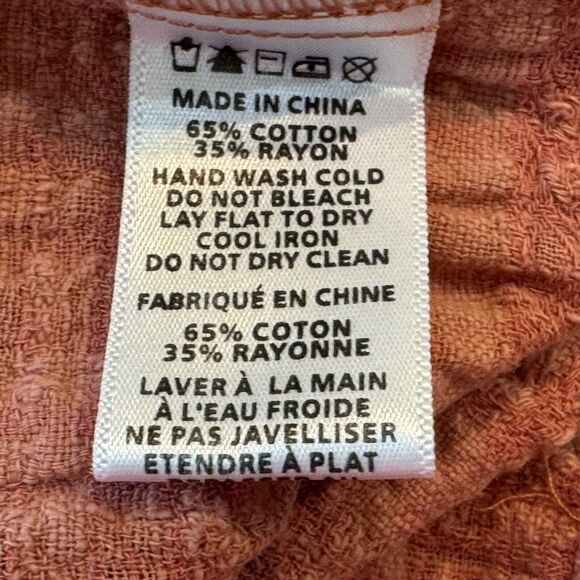 MADE IN CHINA
65% COTTON
35% RAYON
HAND WASH COLD
DO NOT BLEACH
LAY FLAT TO DRY
COOL IRON
DO NOT DRY CLEAN
FABRIQUÉ EN CHINE
65% COTON
35% RAYONNE
LAVER À LA MAIN
À L'EAU FROIDE
NE PAS JAVELLISER
ETENDRE À PLAT